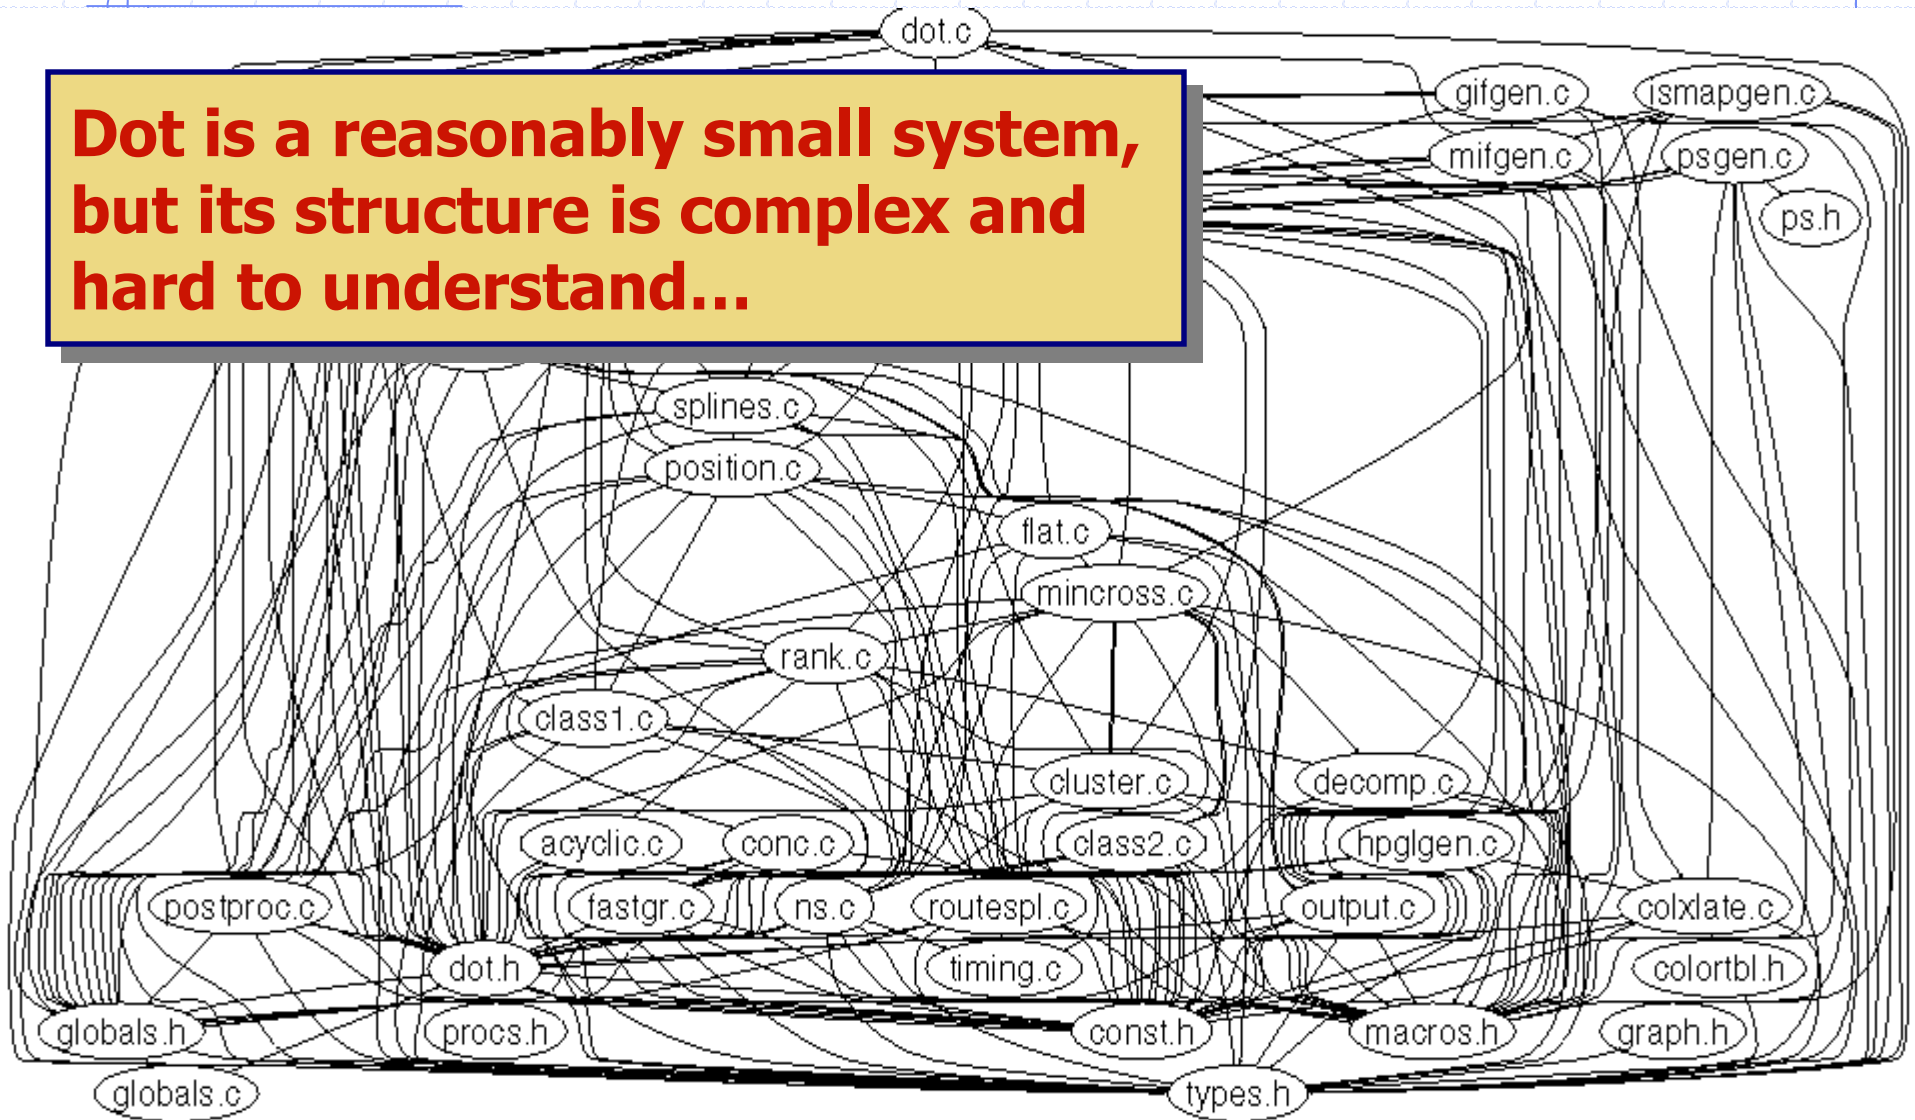 dot.c
gifgen.c ismapgen.c
Dot is a reasonably small system,
but its structure is complex and
hard to understand...
mifgen.c psgen.c
ps.h
splines.c
position.c
flat.c
mincross.c
rank.c
class1.c
cluster.c decomp.c
acyclic.c conc.c class2.c hpglgen.c
postproc.c fastgr.c ns.c routespl.c output.c colxlate.c
dot.h timing.c colortbl.h
globals.h procs.h const.h macros.h graph.h
globals.c types.h